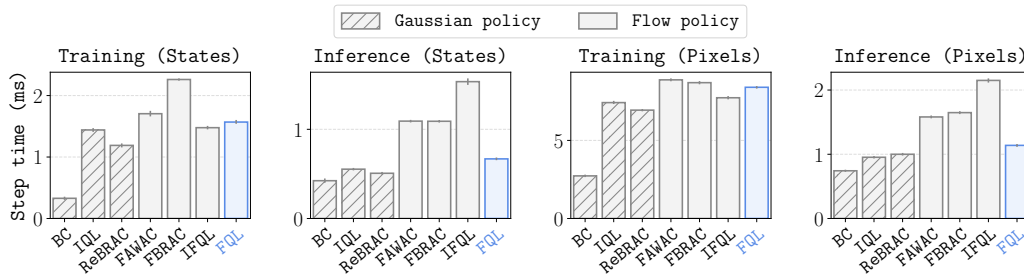 Gaussian policy Flow policy
Training (States) Inference (States) Training (Pixels) Inference (Pixels)
Step time (ms)
2
1
0
BC IQL ReBRAC FAWAC FBRAC IFQL FQL
1
0
BC IQL ReBRAC FAWAC FBRAC IFQL FQL
5
0
BC IQL ReBRAC FAWAC FBRAC IFQL FQL
2
1
0
BC IQL ReBRAC FAWAC FBRAC IFQL FQL